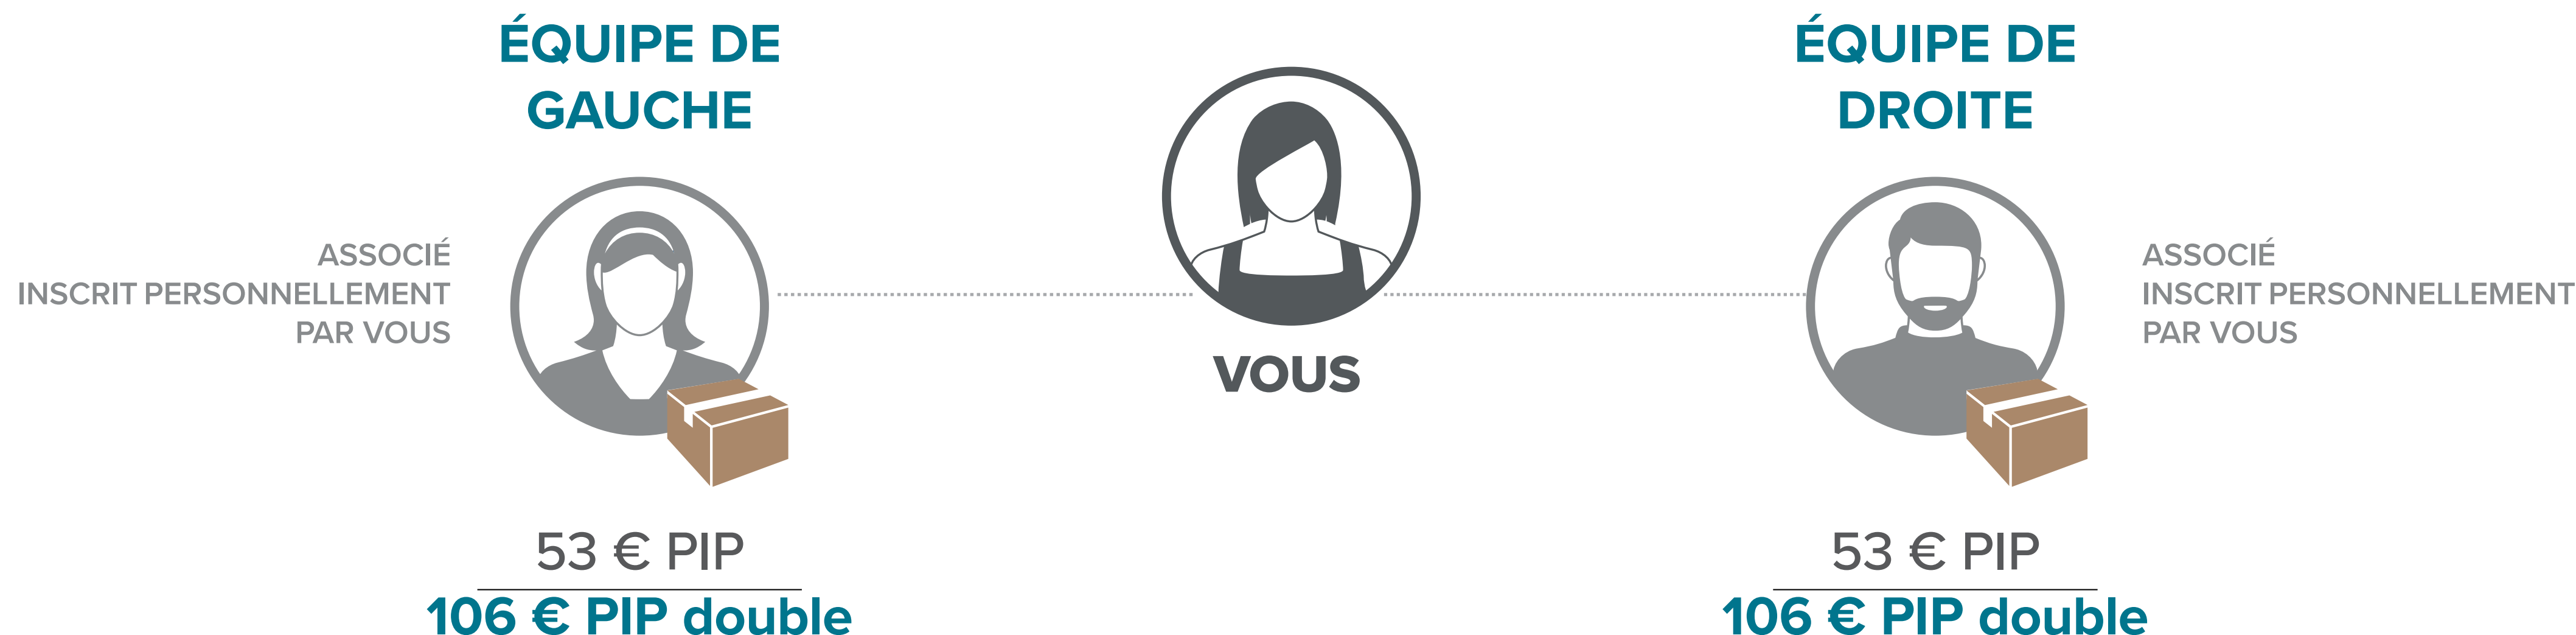 ÉQUIPE DE
GAUCHE
ASSOCIÉ
INSCRIT PERSONNELLEMENT
PAR VOUS
53 € PIP
106 € PIP double
VOUS
ÉQUIPE DE
DROITE
ASSOCIÉ
INSCRIT PERSONNELLEMENT
PAR VOUS
53 € PIP
106 € PIP double